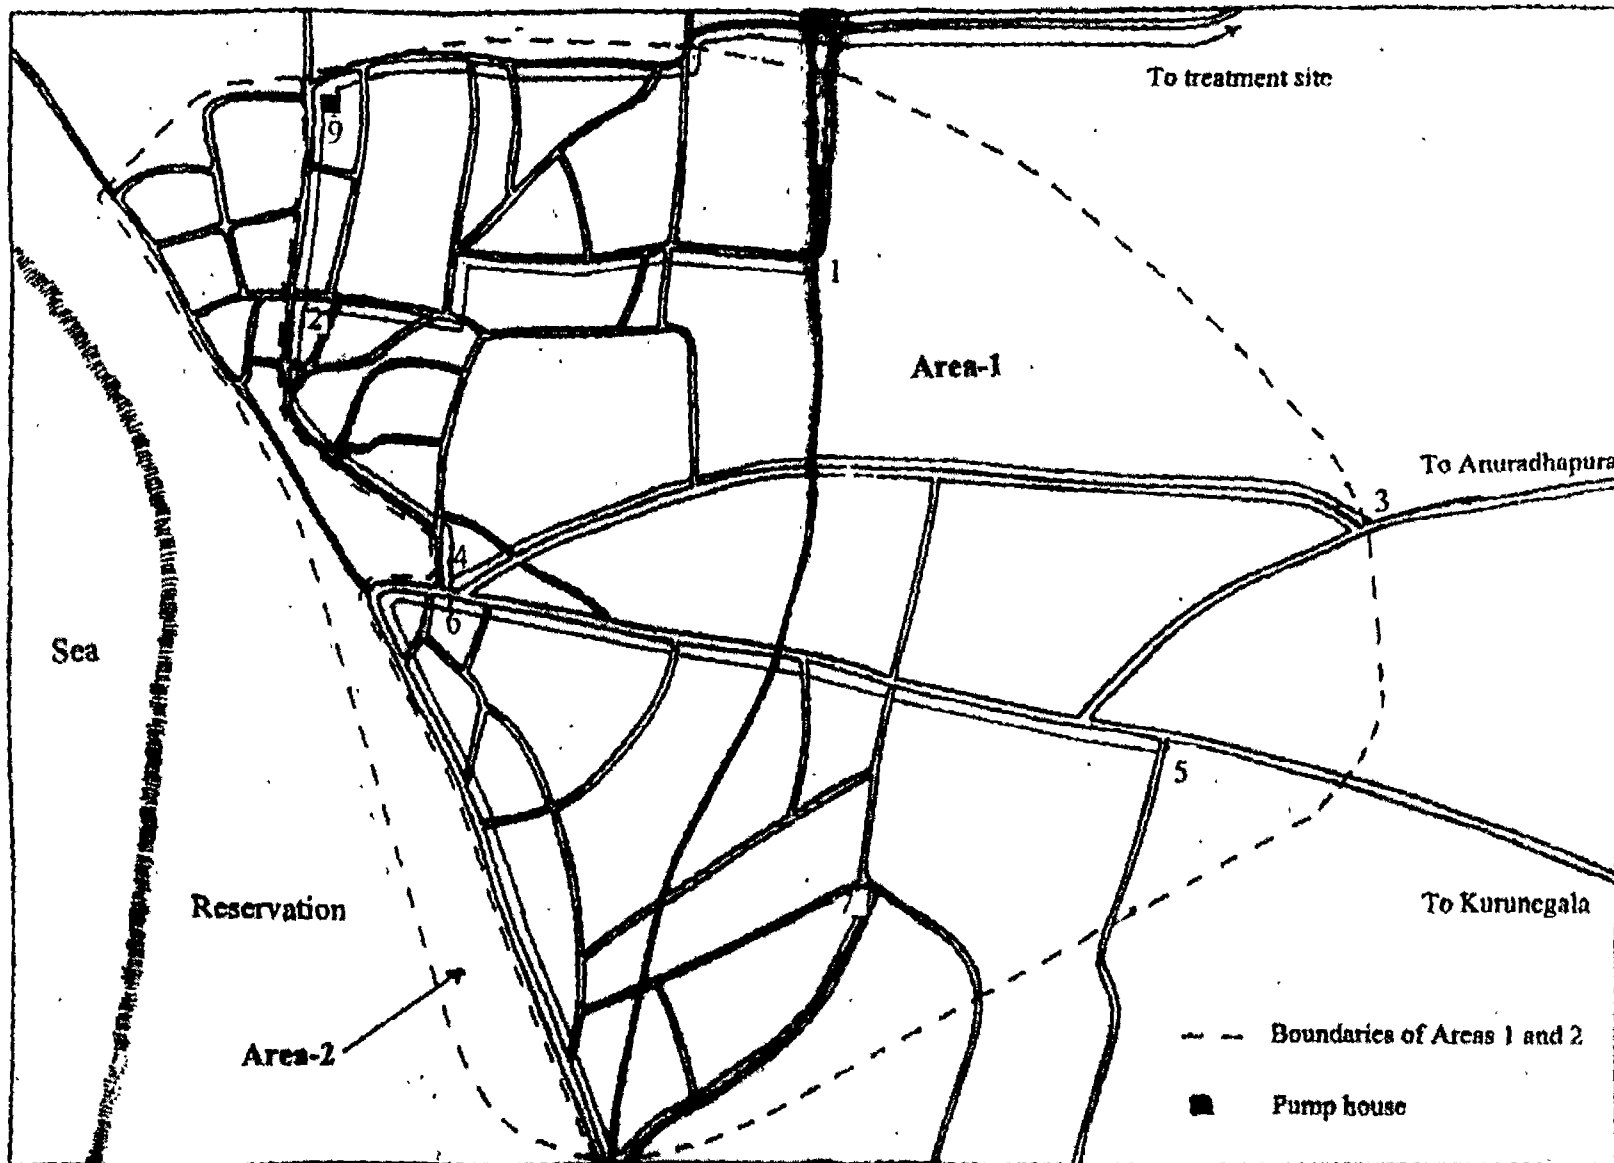 To treatment site
9
1
2
Area-1
To Anuradhapura
3
4
6
Sea
5
Reservation
7
To Kurunegala
Area-2
Boundaries of Areas 1 and 2
Pump house